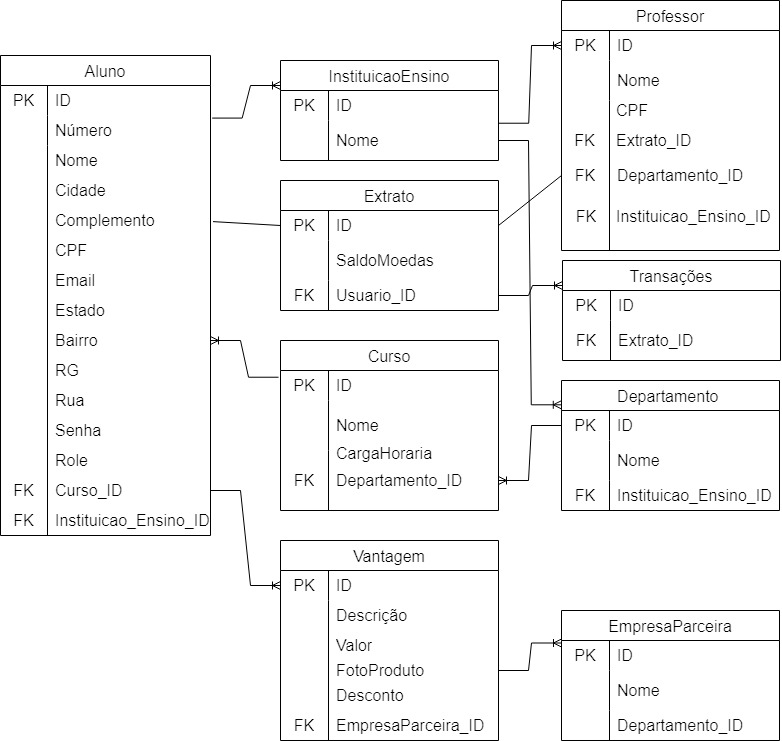 Aluno
PK ID
Número
Nome
Cidade
Complemento
CPF
Email
Estado
Bairro
RG
Rua
Senha
Role
FK Curso_ID
FK Instituicao_Ensino_ID
InstituicaoEnsino
PK ID
Nome
Extrato
PK ID
SaldoMoedas
FK Usuario_ID
Curso
PK ID
Nome
CargaHoraria
FK Departamento_ID
Vantagem
PK ID
Descrição
Valor
FotoProduto
Desconto
FK EmpresaParceira_ID
Professor
PK ID
Nome
CPF
FK Extrato_ID
FK Departamento_ID
FK Instituicao_Ensino_ID
Transações
PK ID
FK Extrato_ID
Departamento
PK ID
Nome
FK Instituicao_Ensino_ID
EmpresaParceira
PK ID
Nome
Departamento_ID